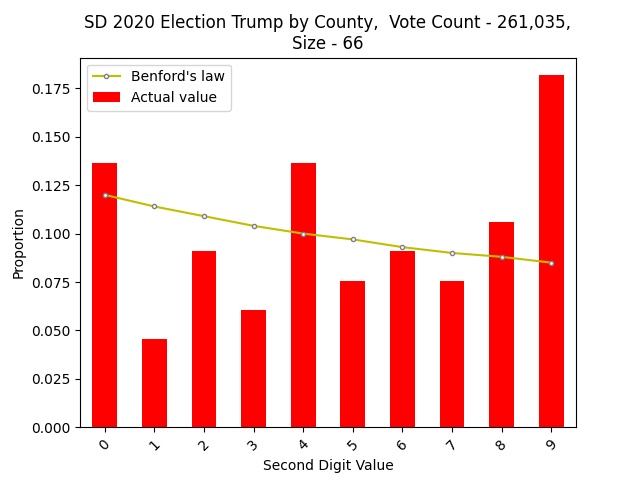 SD 2020 Election Trump by County,  Vote Count - 261,035,
Size - 66
Benford's law
Actual value
0.175
0.150
0.125
0.100
0.075
0.050
0.025
0.000
Proportion
0 1 2 3 4 5 6 7 8 9
Second Digit Value